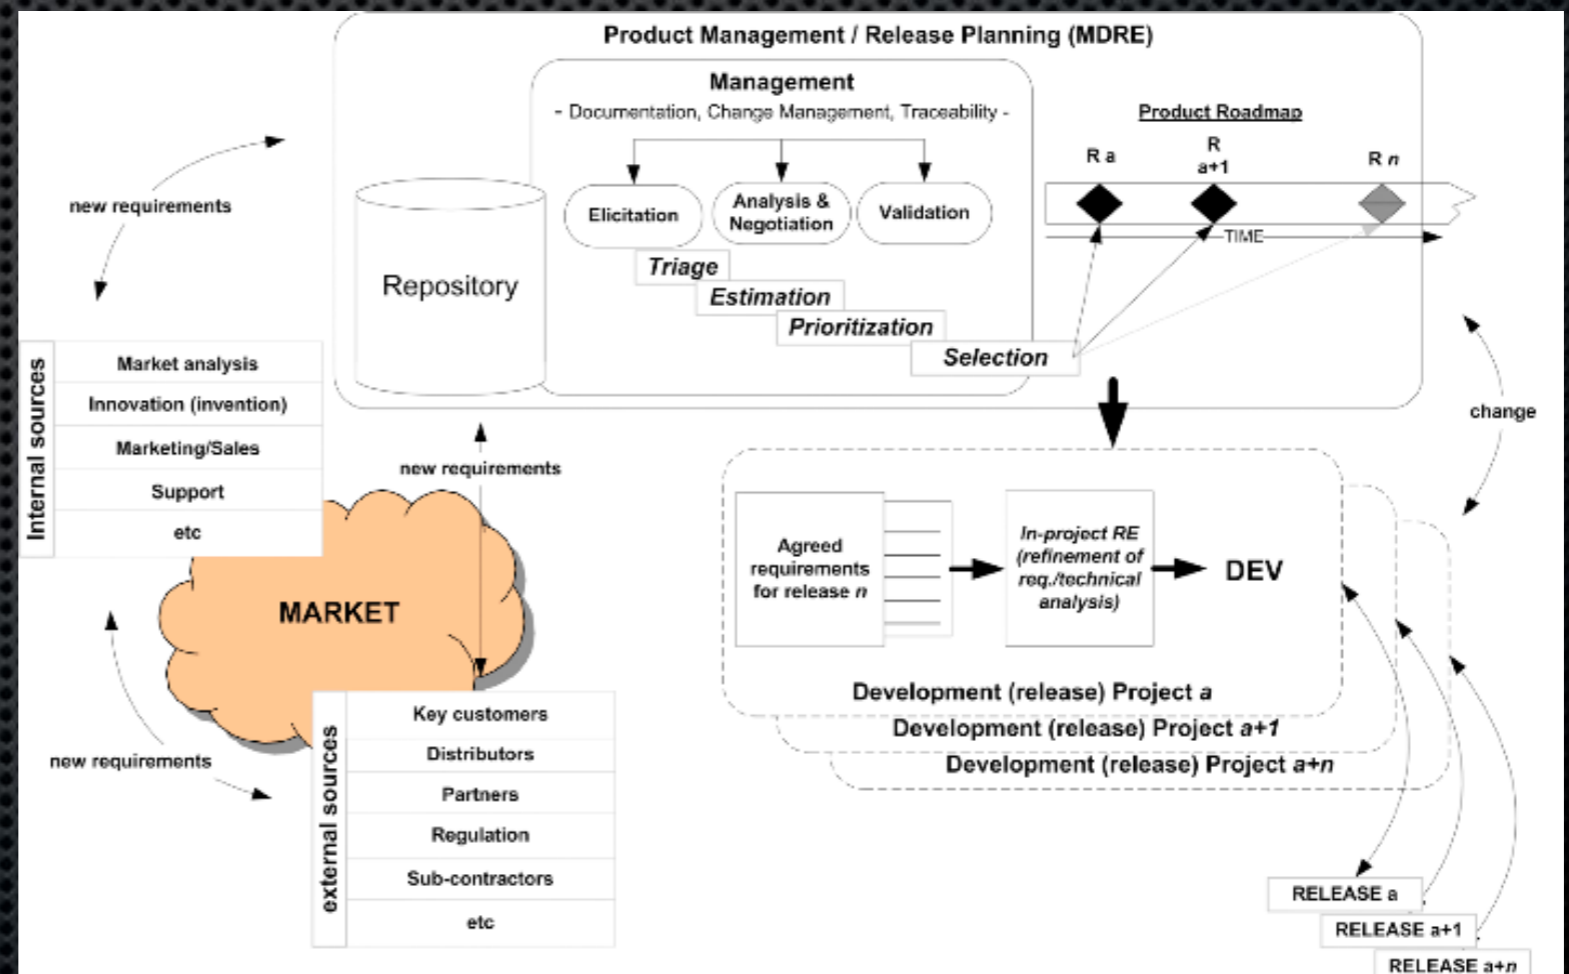 Product Management / Release Planning (MDRE)
Management
- Documentation, Change Management, Traceability -
Elicitation
Analysis &
Negotiation
Validation
Triage
Estimation
Prioritization
Selection
Repository
Product Roadmap
R a
R
a+1
R n
TIME
new requirements
Internal sources
Market analysis
Innovation (invention)
Marketing/Sales
Support
etc
new requirements
MARKET
new requirements
external sources
Key customers
Distributors
Partners
Regulation
Sub-contractors
etc
change
Agreed
requirements
for release n
In-project RE
(refinement of
req./technical
analysis)
DEV
Development (release) Project a
Development (release) Project a+1
Development (release) Project a+n
RELEASE a
RELEASE a+1
RELEASE a+n